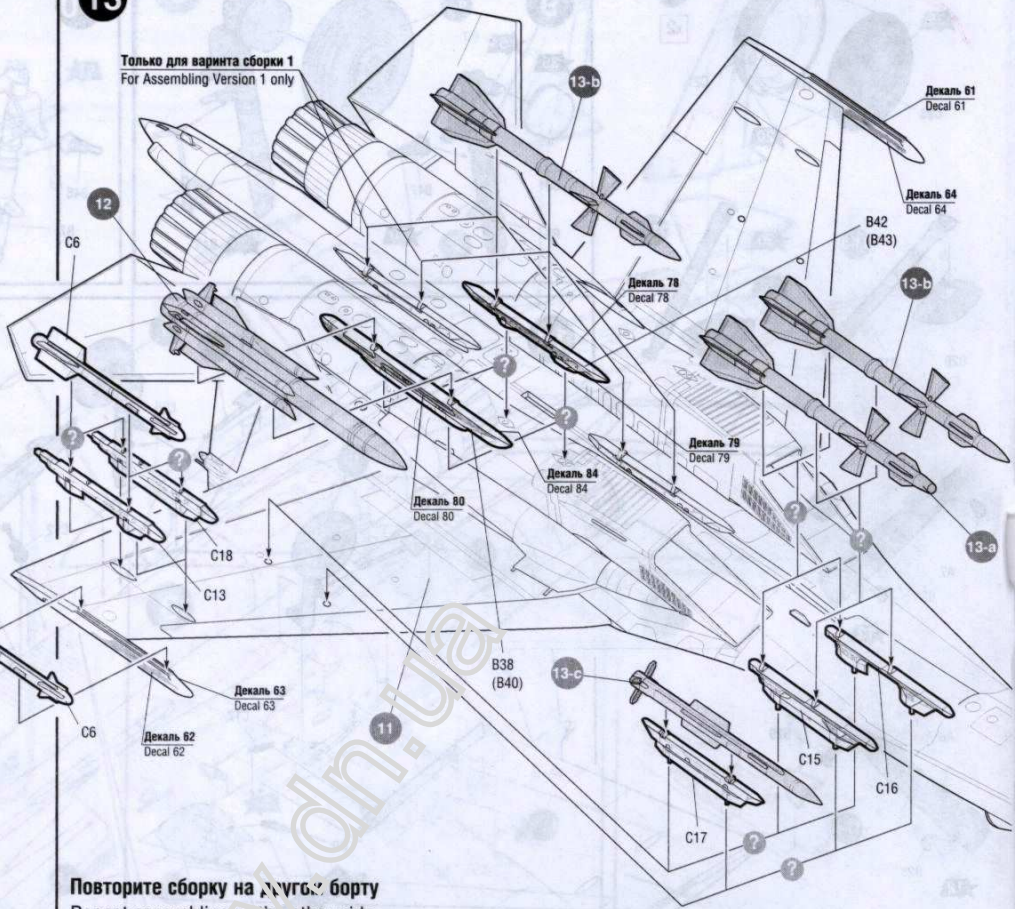 13
Только для варинта сборки 1
For Assembling Version 1 only
13-b
Декаль 61
Decal 61
Декаль 64
Decal 64
12
C6
B42
(B43)
Декаль 78
Decal 78
13-b
?
?
?
?
Декаль 79
Decal 79
Декаль 84
Decal 84
Декаль 80
Decal 80
?
?
13-a
C18
C13
B38
(B40)
13-c
Декаль 63
Decal 63
C6
Декаль 62
Decal 62
11
C15
C16
C17
?
?
Повторите сборку на другом борту